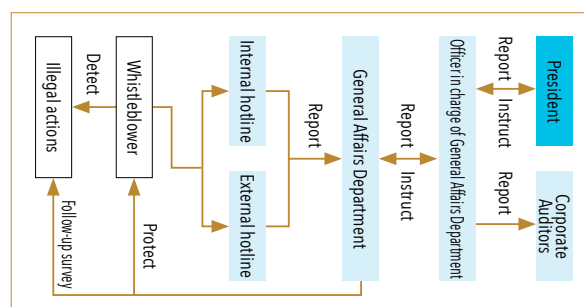 President
Report
Instruct
Report
Corporate
Auditors
Officer in charge of General
Affairs Department
Report
Instruct
General Affairs Department
Report
Internal hotline
External hotline
Whistleblower
Detect
Protect
Illegal actions
Follow-up survey